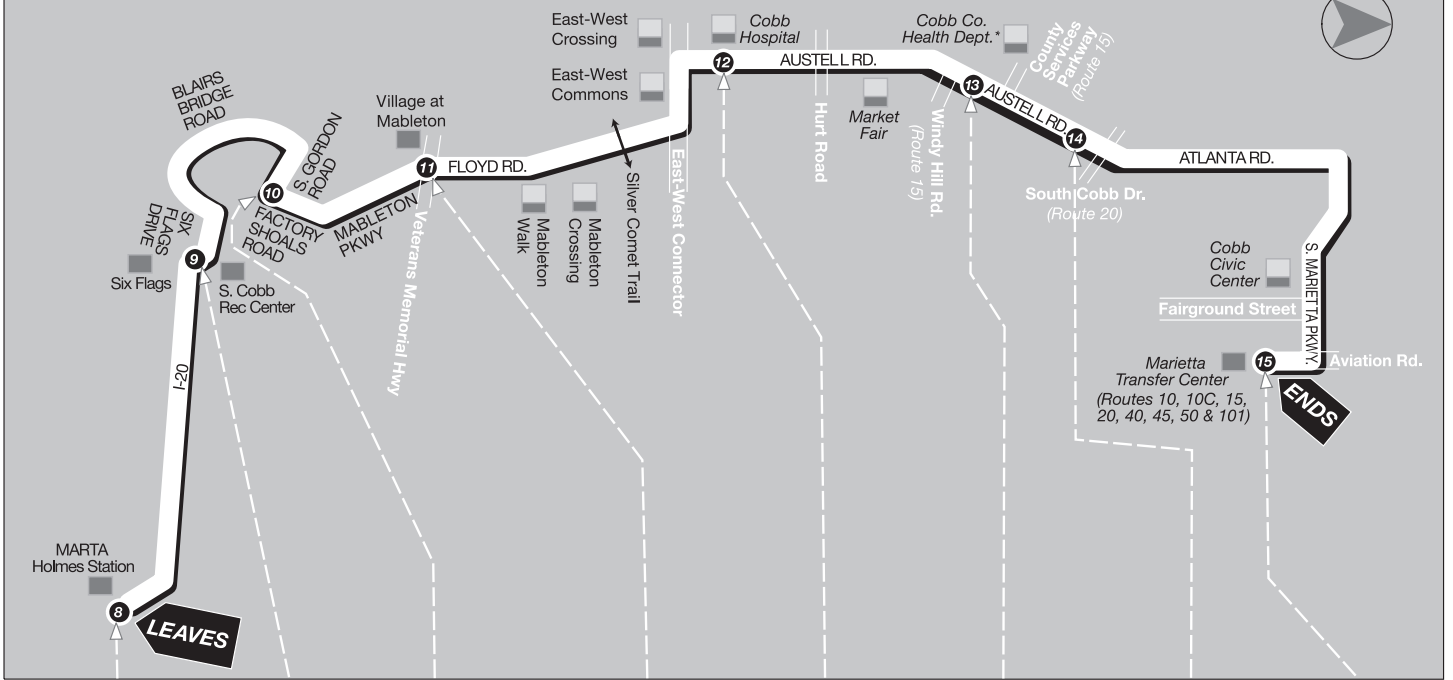 East-West
Crossing
Cobb
Hospital
Cobb Co.
Health Dept.*
County
Services
Parkway
(Route 15)
12
AUSTELL RD.
East-West
Commons
BLAIRS
BRIDGE
ROAD
Village at
Mableton
Market
Fair
13
AUSTELL RD.
14
Hurt Road
Windy Hill Rd.
(Route 15)
S. GORDON
ROAD
11
FLOYD RD.
ATLANTA RD.
South Cobb Dr.
(Route 20)
10
FACTORY
SHOALS
ROAD
MABLETON
PKWY
Veterans Memorial Hwy
Mableton
Walk
Mableton
Crossing
Silver Comet Trail
East-West Connector
SIX
FLAGS
DRIVE
9
Six Flags
S. Cobb
Rec Center
Cobb
Civic
Center
S. MARIETTA PKWY.
Fairground Street
I-20
Marietta
Transfer Center
(Routes 10, 10C, 15,
20, 40, 45, 50 & 101)
15
Aviation Rd.
ENDS
MARTA
Holmes Station
8
LEAVES